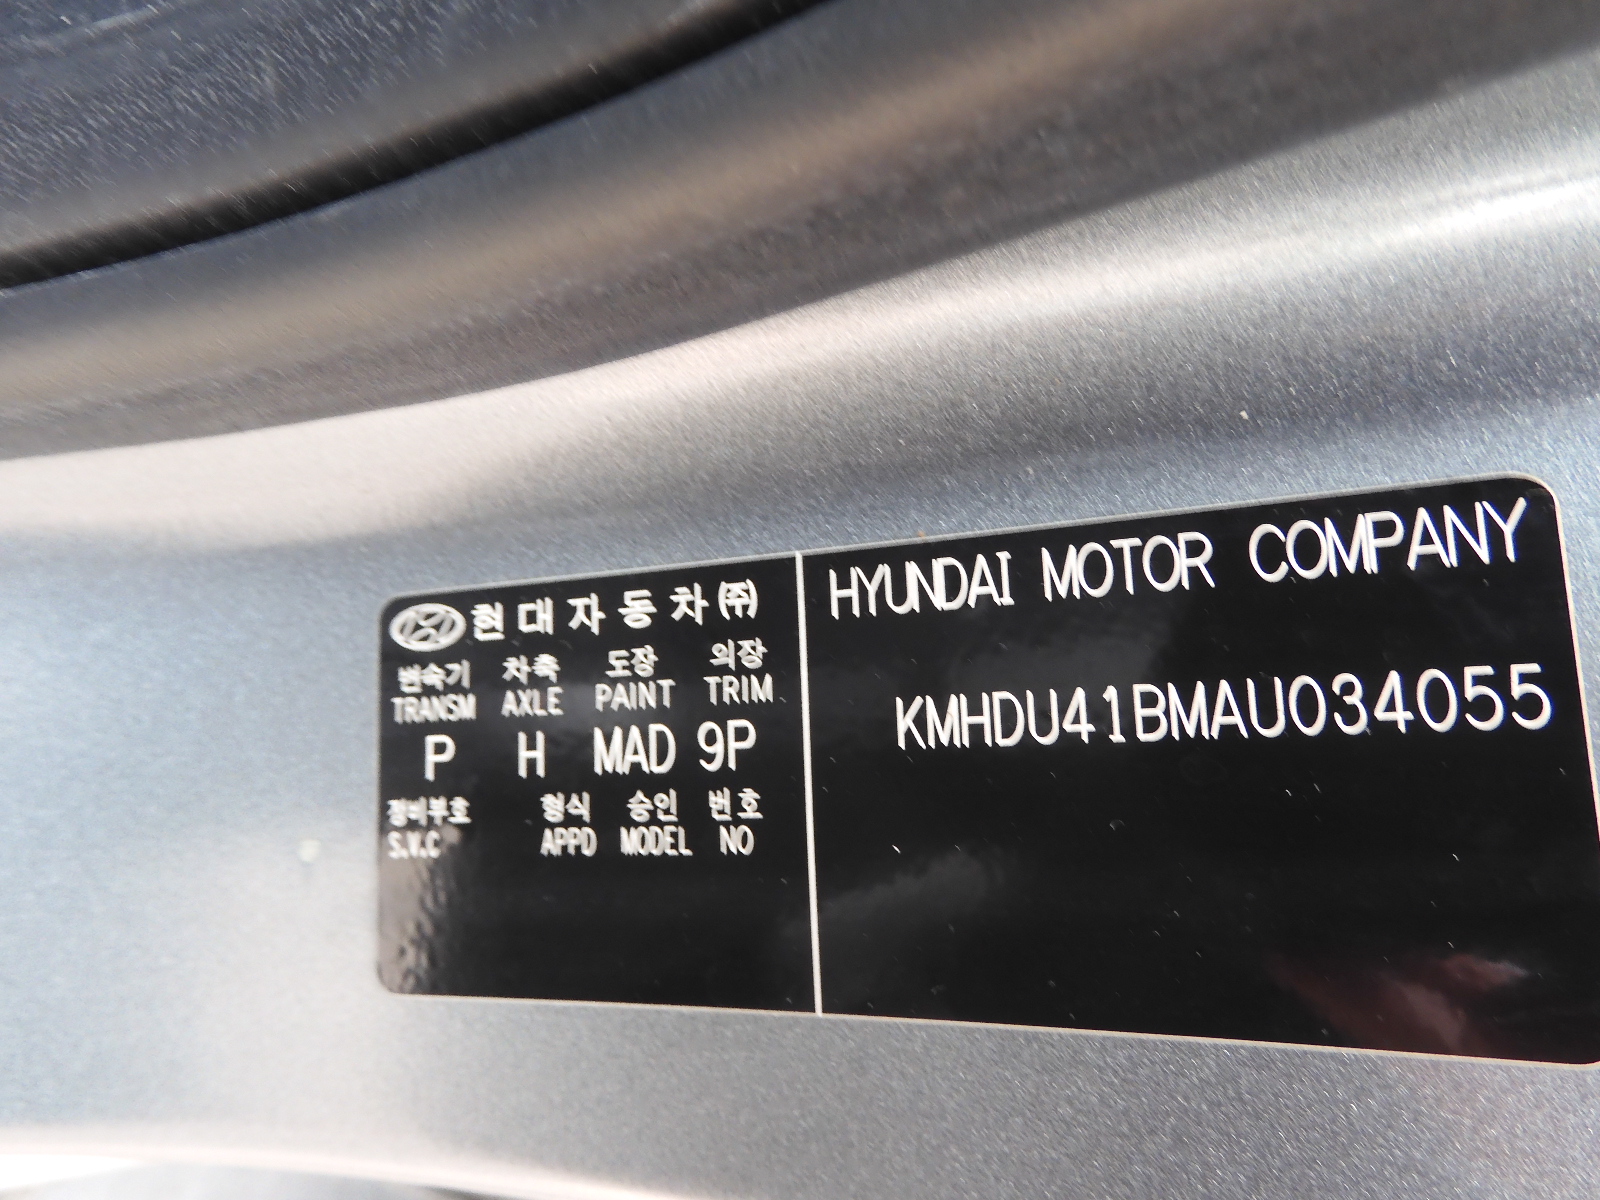 현대자동차㈜
변속기 차축 도장 의장
TRANSM AXLE PAINT TRIM
P H MAD 9P
정비부호 형식 승인 번호
S.V.C APPD MODEL NO
HYUNDAI MOTOR COMPANY
KMHDU41BMAU034055